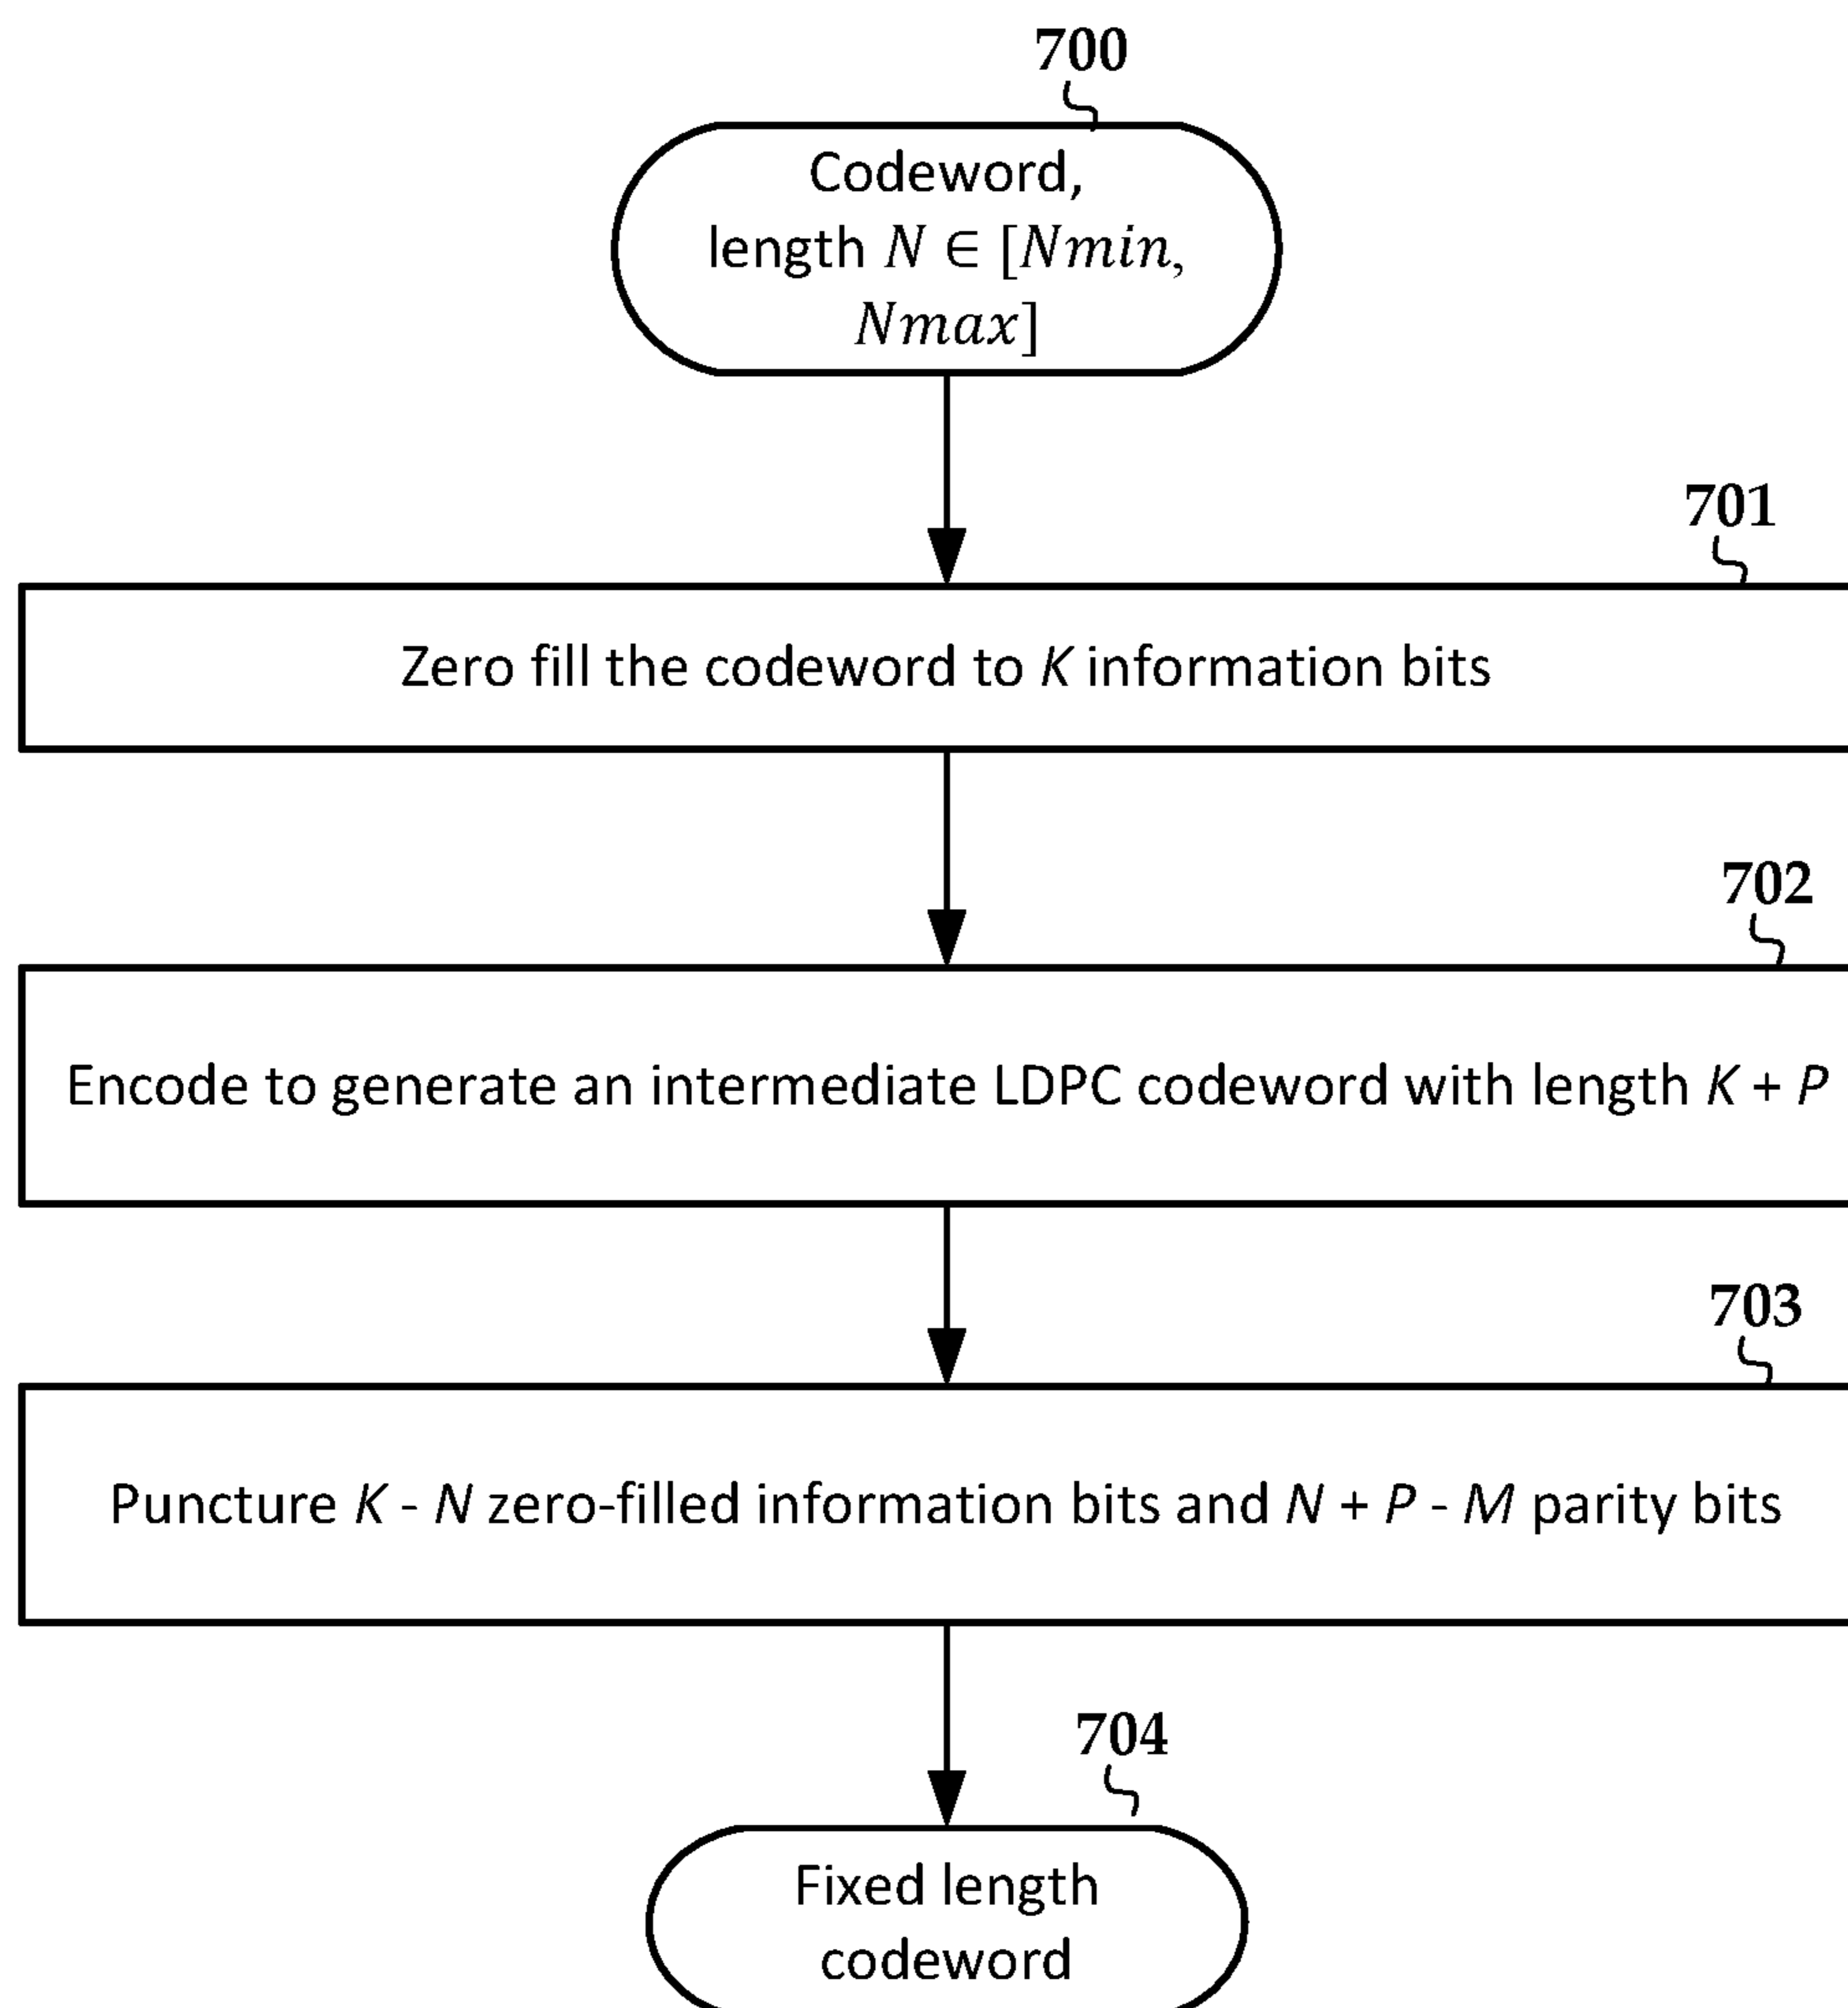 700
Codeword,
length N ∈ [Nmin,
Nmax]
701
Zero fill the codeword to K information bits
702
Encode to generate an intermediate LDPC codeword with length K + P
703
Puncture K - N zero-filled information bits and N + P - M parity bits
704
Fixed length
codeword